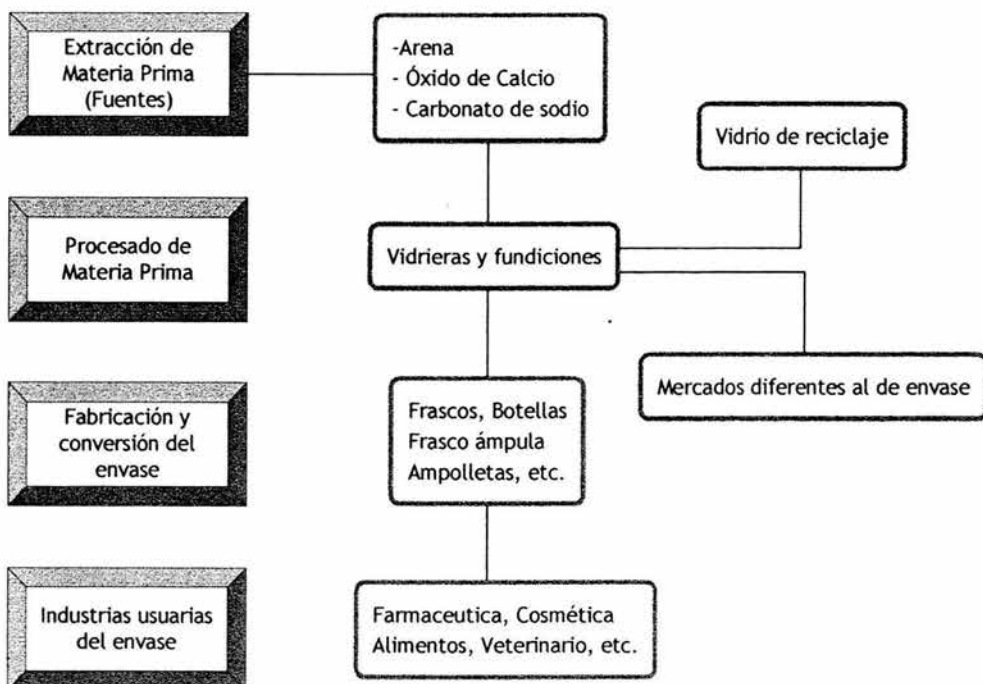 Extracción de
Materia Prima
(Fuentes)
-Arena
- Óxido de Calcio
- Carbonato de sodio
Vidrio de reciclaje
Procesado de
Materia Prima
Vidrieras y fundiciones
Mercados diferentes al de envase
Fabricación y
conversión del
envase
Frascos, Botellas
Frasco ámpula
Ampolletas, etc.
Industrias usuarias
del envase
Farmaceutica, Cosmética
Alimentos, Veterinario, etc.